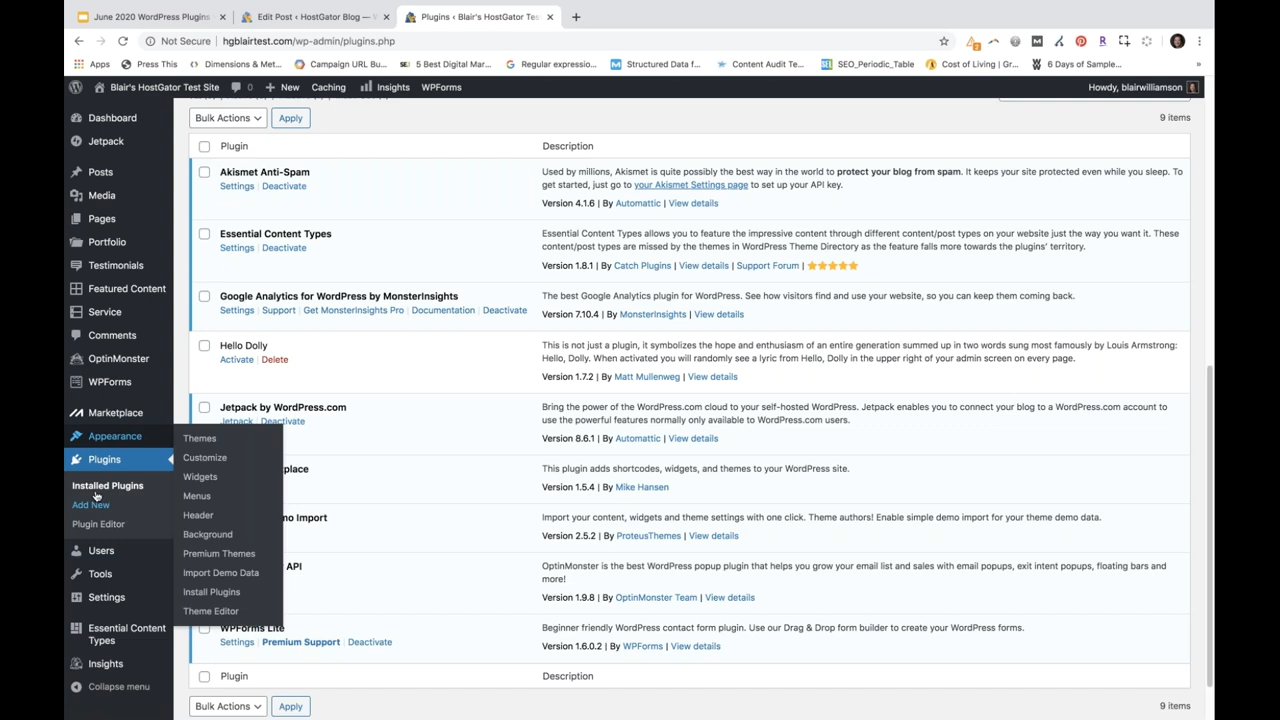 June 2020 WordPress Plugins
Edit Post ‹ HostGator Blog —
Plugins ‹ Blair's HostGator Tes
Not Secure
hgblairtest.com/wp-admin/plugins.php
Apps
Press This
Dimensions & Met...
Campaign URL Bu...
5 Best Digital Mar...
Regular expressio...
Structured Data f...
Content Audit Te...
SEO_Periodic_Table
Cost of Living | Gr...
6 Days of Sample...
»
Blair's HostGator Test Site
0
New
Caching
Insights
WPForms
Howdy, blairwilliamson
Dashboard
Jetpack
Posts
Media
Pages
Portfolio
Testimonials
Featured Content
Service
Comments
OptinMonster
WPForms
Marketplace
Appearance
Plugins
Installed Plugins
Add New
Plugin Editor
Users
Tools
Settings
Essential Content
Types
Insights
Collapse menu
Themes
Customize
Widgets
Menus
Header
Background
Premium Themes
Import Demo Data
Install Plugins
Theme Editor
Bulk Actions
Apply
9 items
Plugin
Description
Akismet Anti-Spam
Settings | Deactivate
Used by millions, Akismet is quite possibly the best way in the world to protect your blog from spam. It keeps your site protected even while you sleep. To
get started, just go to your Akismet Settings page to set up your API key.
Version 4.1.6 | By Automattic | View details
Essential Content Types
Settings | Deactivate
Essential Content Types allows you to feature the impressive content through different content/post types on your website just the way you want it. These
content/post types are missed by the themes in WordPress Theme Directory as the feature falls more towards the plugins' territory.
Version 1.8.1 | By Catch Plugins | View details | Support Forum |
Google Analytics for WordPress by MonsterInsights
Settings | Support | Get MonsterInsights Pro | Documentation | Deactivate
The best Google Analytics plugin for WordPress. See how visitors find and use your website, so you can keep them coming back.
Version 7.10.4 | By MonsterInsights | View details
Hello Dolly
Activate | Delete
This is not just a plugin, it symbolizes the hope and enthusiasm of an entire generation summed up in two words sung most famously by Louis Armstrong:
Hello, Dolly. When activated you will randomly see a lyric from Hello, Dolly in the upper right of your admin screen on every page.
Version 1.7.2 | By Matt Mullenweg | View details
Jetpack by WordPress.com
Jetpack | Deactivate
Bring the power of the WordPress.com cloud to your self-hosted WordPress. Jetpack enables you to connect your blog to a WordPress.com account to
use the powerful features normally only available to WordPress.com users.
Version 8.6.1 | By Automattic | View details
place
This plugin adds shortcodes, widgets, and themes to your WordPress site.
Version 1.5.4 | By Mike Hansen
mo Import
Import your content, widgets and theme settings with one click. Theme authors! Enable simple demo import for your theme demo data.
Version 2.5.2 | By ProteusThemes | View details
API
OptinMonster is the best WordPress popup plugin that helps you grow your email list and sales with email popups, exit intent popups, floating bars and
more!
Version 1.9.8 | By OptinMonster Team | View details
WPForms Lite
Settings | Premium Support | Deactivate
Beginner friendly WordPress contact form plugin. Use our Drag & Drop form builder to create your WordPress forms.
Version 1.6.0.2 | By WPForms | View details
Plugin
Description
Bulk Actions
Apply
9 items